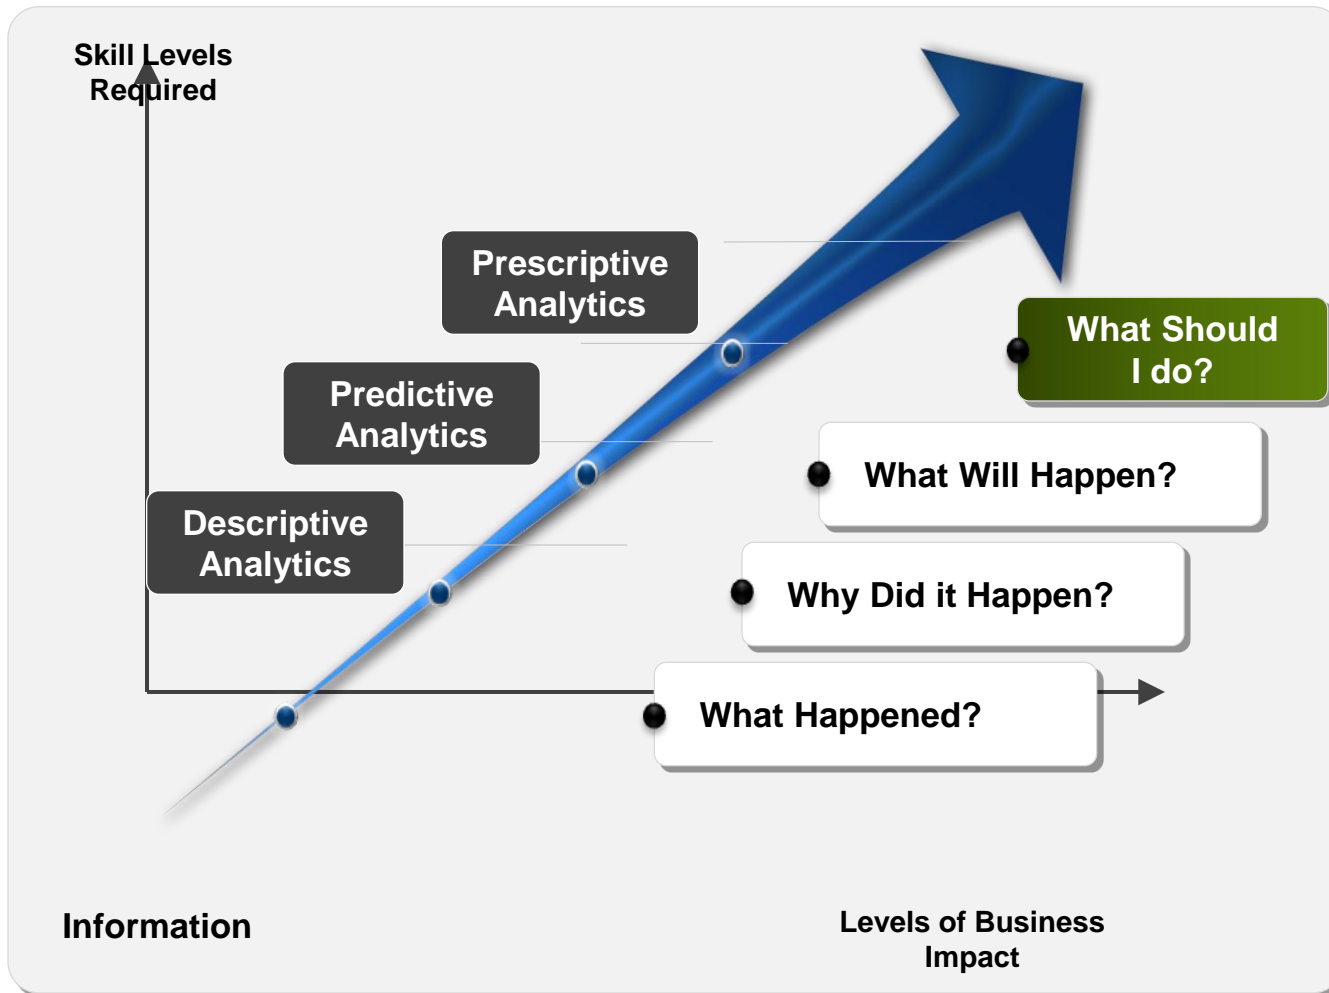 Skill Levels
Required
Prescriptive
Analytics
What Should
I do?
Predictive
Analytics
What Will Happen?
Descriptive
Analytics
Why Did it Happen?
What Happened?
Information
Levels of Business
Impact